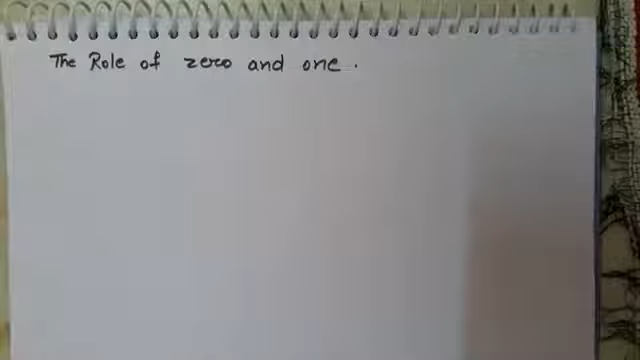 The Role of zero and one.